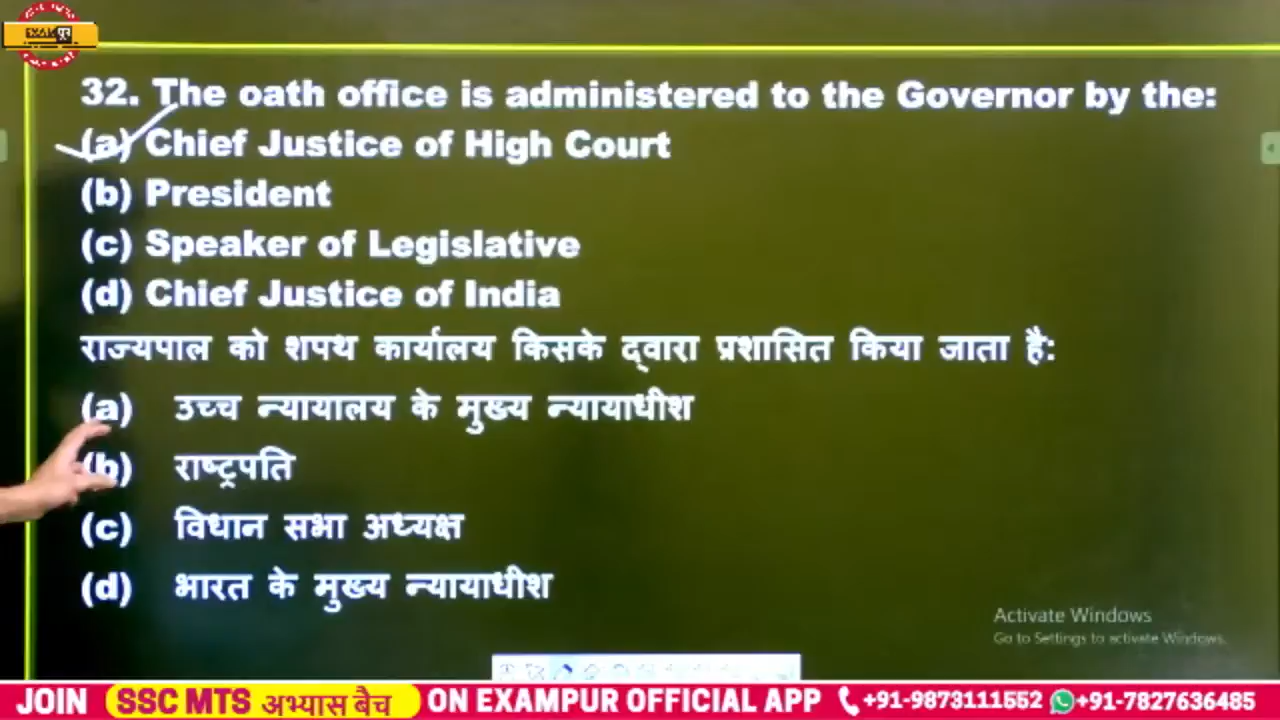 EXAMपुर
32. The oath office is administered to the Governor by the:
(a) Chief Justice of High Court
(b) President
(c) Speaker of Legislative
(d) Chief Justice of India
राज्यपाल को शपथ कार्यालय किसके द्वारा प्रशासित किया जाता है:
(a) उच्च न्यायालय के मुख्य न्यायाधीश
(b) राष्ट्रपति
(c) विधान सभा अध्यक्ष
(d) भारत के मुख्य न्यायाधीश
Activate Windows
Go to Settings to activate Windows.
JOIN SSC MTS अभ्यास बैच ON EXAMPUR OFFICIAL APP +91-9873111552 +91-7827636485